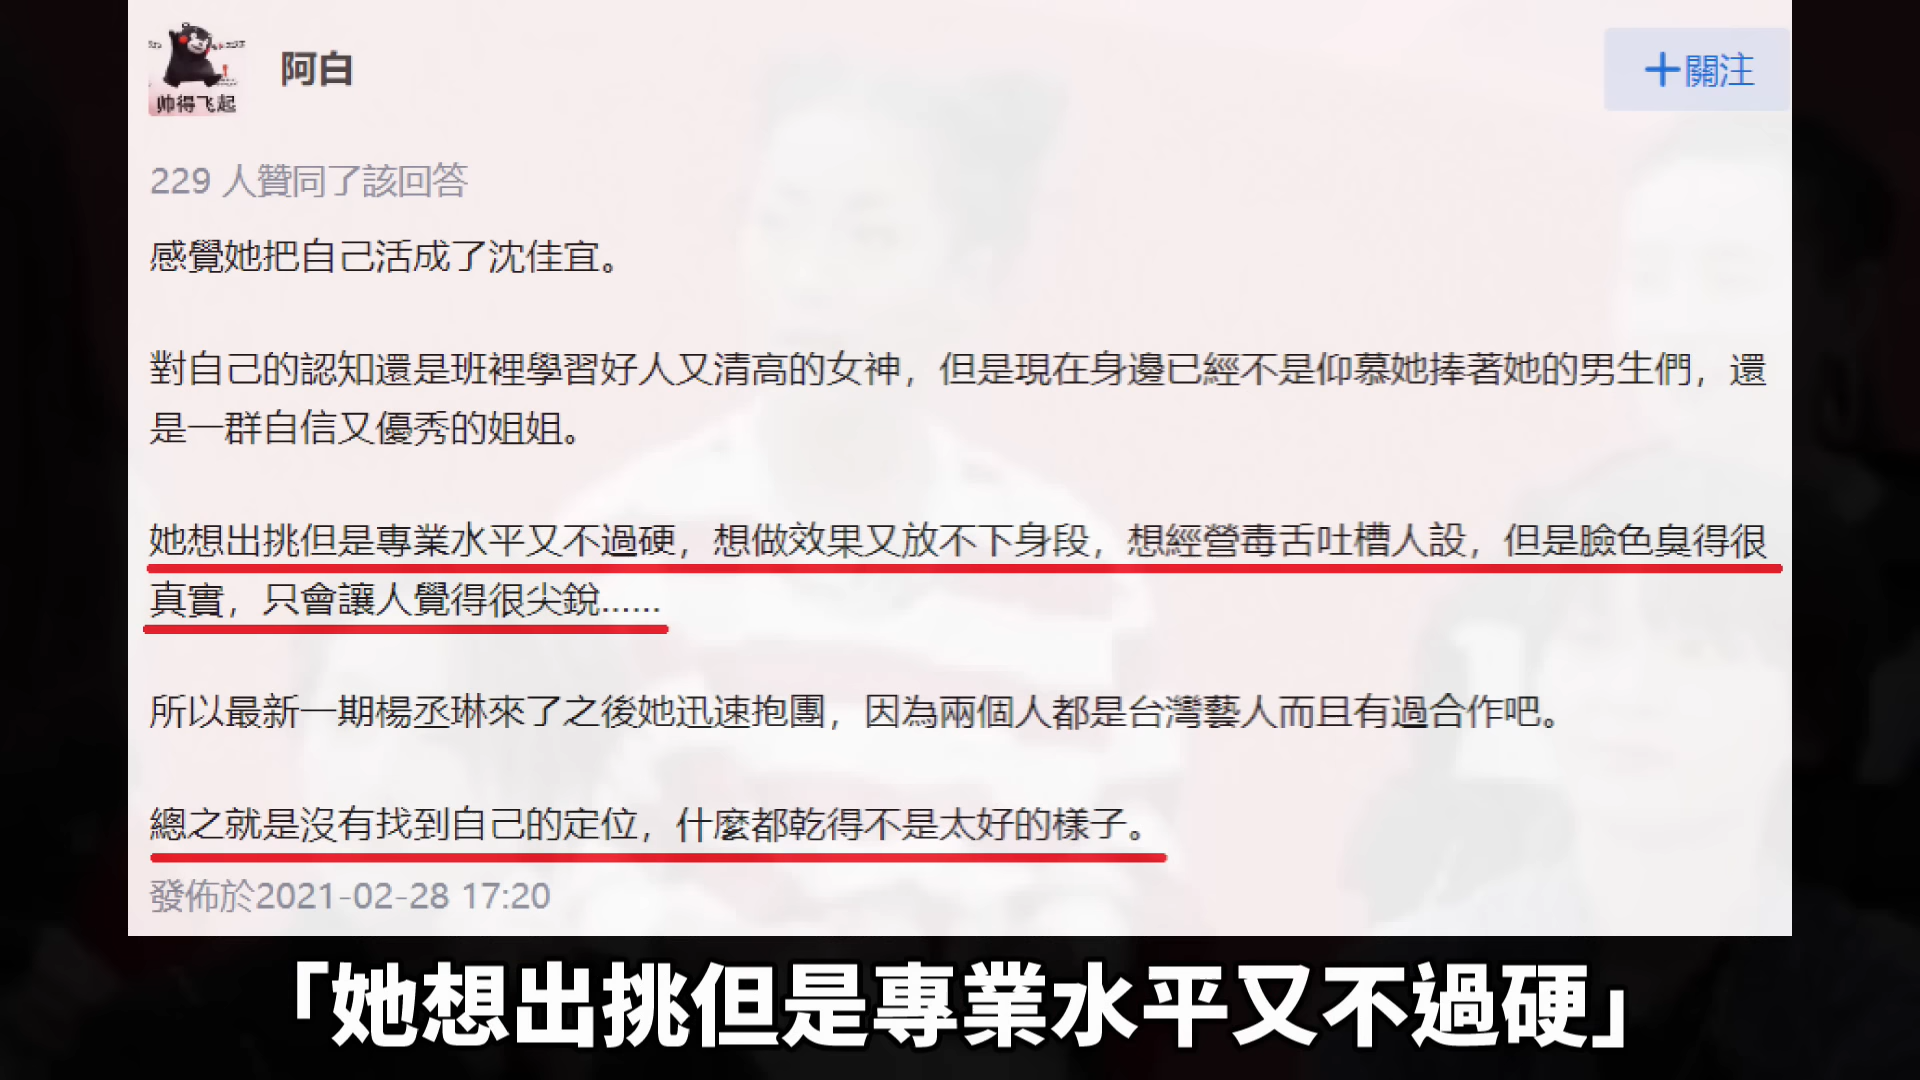 帅得飞起
阿白
＋關注
229 人贊同了該回答
感覺她把自己活成了沈佳宜。
對自己的認知還是班裡學習好人又清高的女神，但是現在身邊已經不是仰慕她捧著她的男生們，還
是一群自信又優秀的姐姐。
她想出挑但是專業水平又不過硬，想做效果又放不下身段，想經營毒舌吐槽人設，但是臉色臭得很
真實，只會讓人覺得很尖銳……
所以最新一期楊丞琳來了之後她迅速抱團，因為兩個人都是台灣藝人而且有過合作吧。
總之就是沒有找到自己的定位，什麼都乾得不是太好的樣子。
發佈於2021-02-28 17:20
「她想出挑但是專業水平又不過硬」